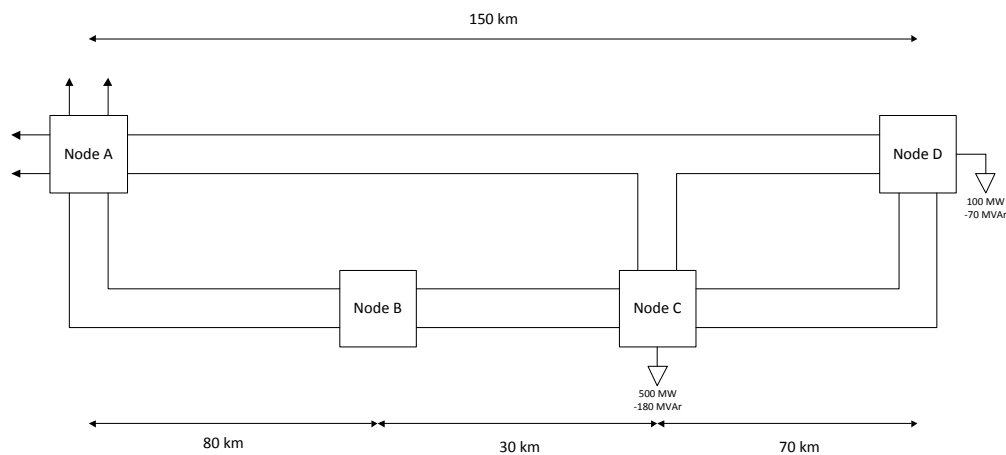 150 km
Node A
Node D
100 MW
-70 MVAr
Node B
Node C
500 MW
-180 MVAr
80 km
30 km
70 km